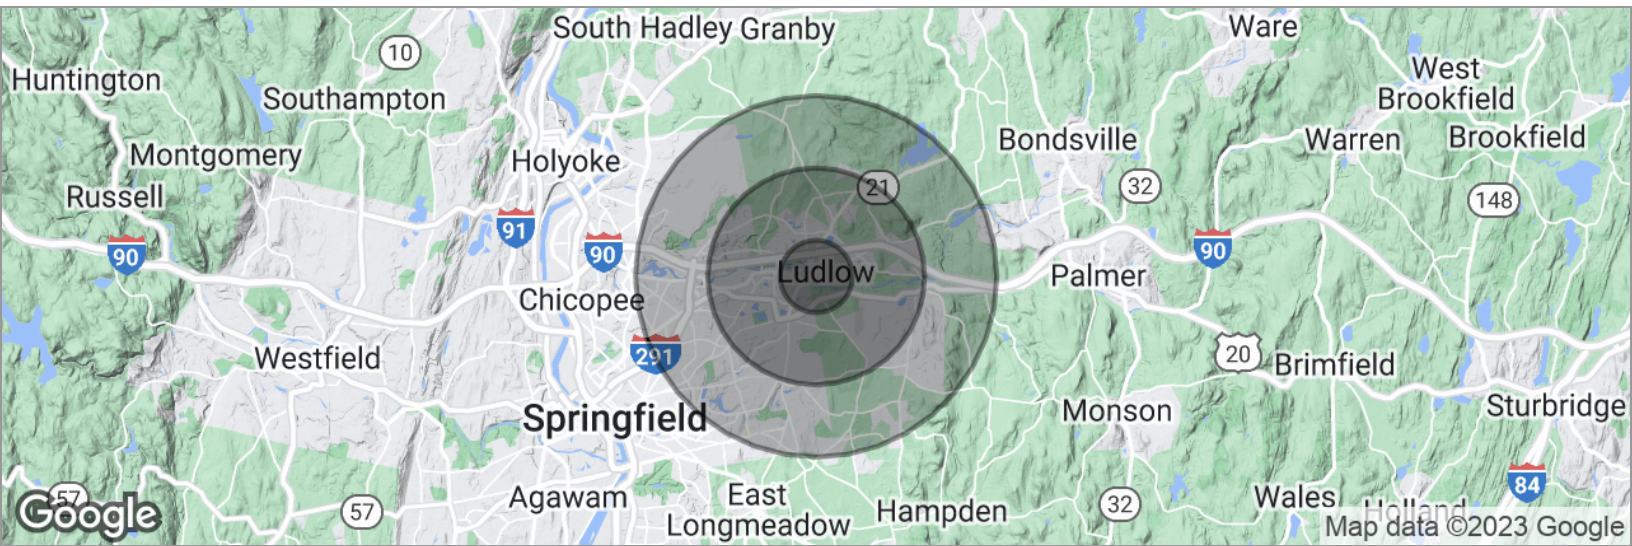 South Hadley
Granby
Ware
10
Huntington
West
Brookfield
Southampton
Bondsville
Warren
Brookfield
Montgomery
Holyoke
Russell
21
32
148
91
90
90
90
Ludlow
Palmer
Chicopee
291
20
Westfield
Brimfield
Springfield
Monson
Sturbridge
84
Agawam
East
Longmeadow
Hampden
32
Wales
Holland
57
57
Google
Map data ©2023 Google